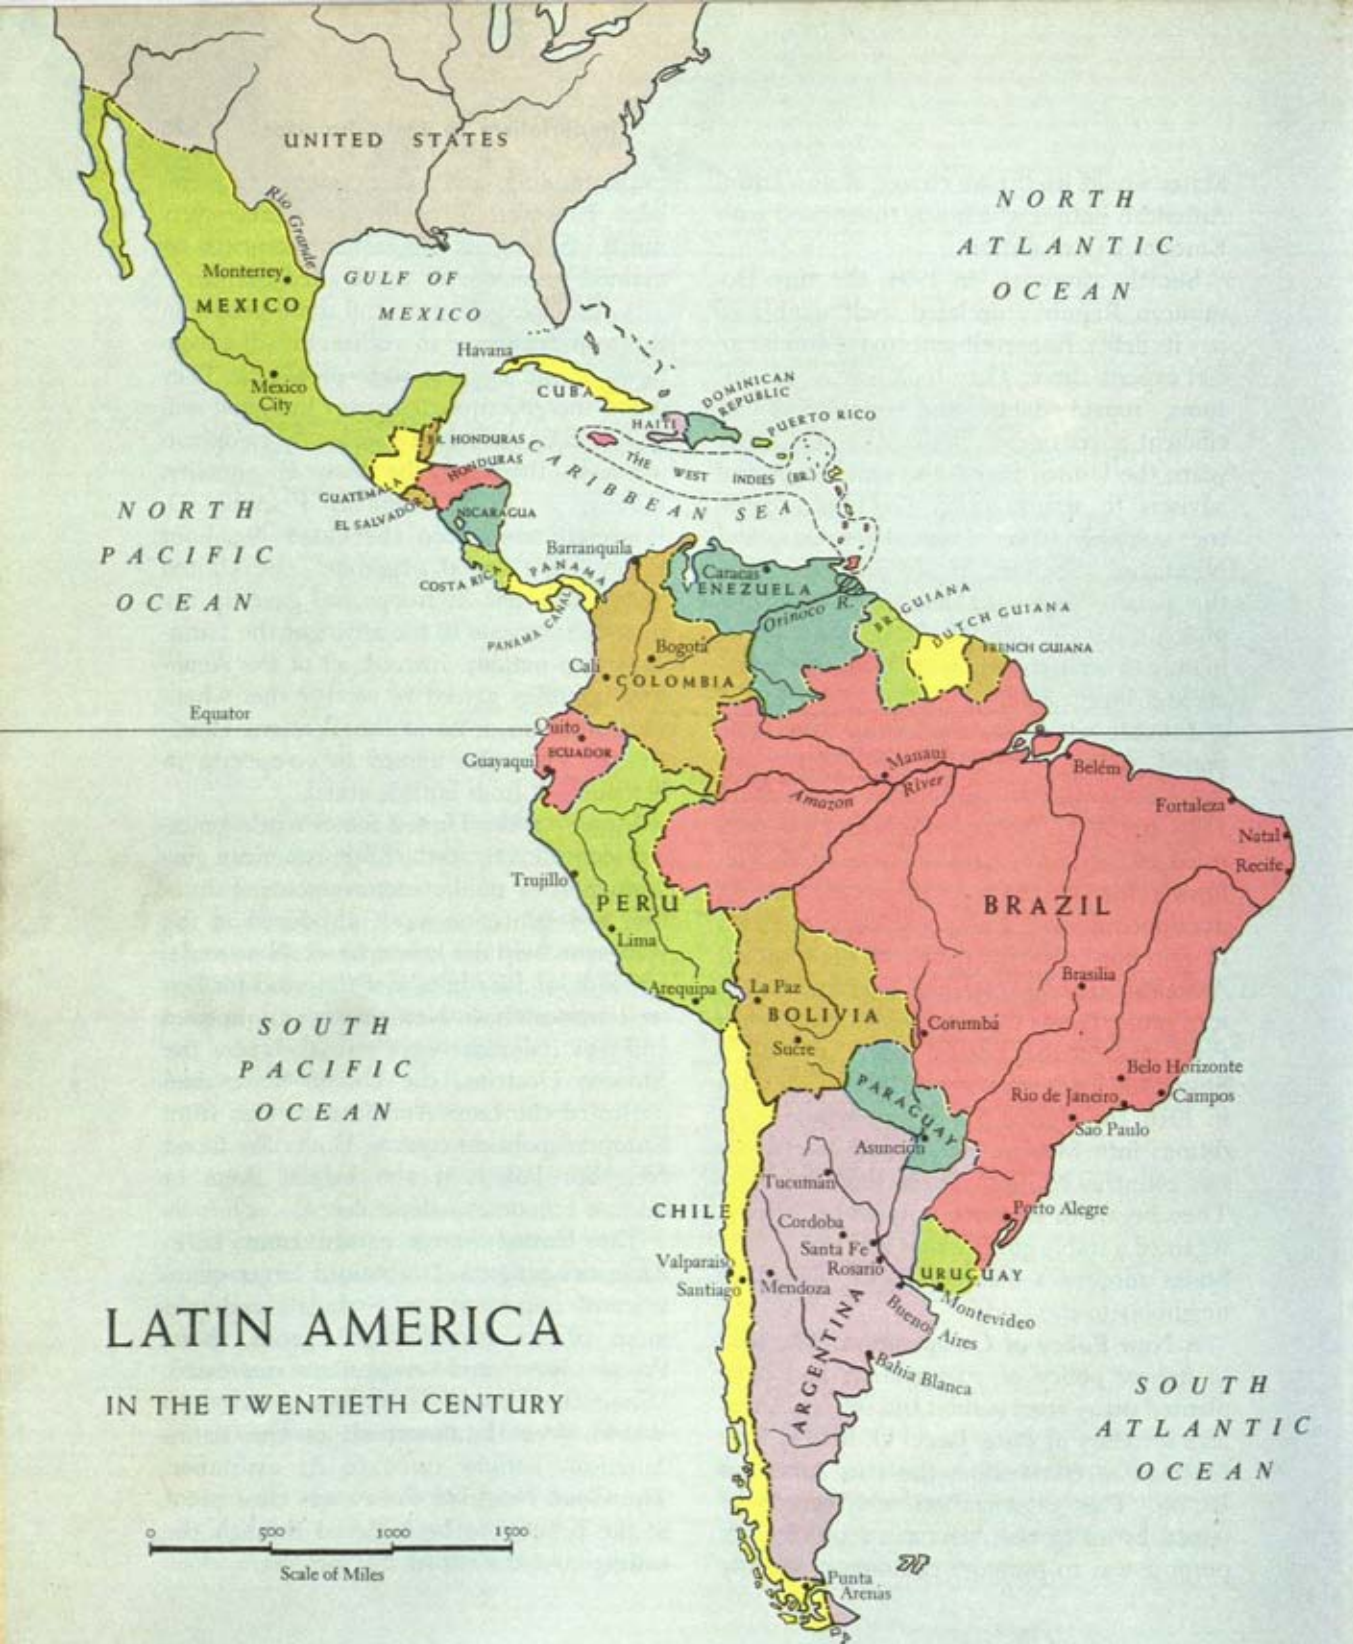 UNITED STATES
NORTH
ATLANTIC
OCEAN
Rio Grande
Monterrey
MEXICO
GULF OF
MEXICO
Havana
CUBA
Mexico
City
HAITI
DOMINICAN
REPUBLIC
PUERTO RICO
BR. HONDURAS
HONDURAS
GUATEMALA
EL SALVADOR
NICARAGUA
CARIBBEAN SEA
THE WEST INDIES (BR.)
NORTH
PACIFIC
OCEAN
COSTA RICA
PANAMA
PANAMA CANAL
Barranquila
Caracas
VENEZUELA
Orinoco R.
BR. GUIANA
DUTCH GUIANA
FRENCH GUIANA
Bogotá
Cali
COLOMBIA
Equator
Quito
ECUADOR
Guayaquil
Manaus
Amazon River
Belém
Fortaleza
Natal
Recife
Trujillo
PERU
Lima
BRAZIL
Arequipa
La Paz
BOLIVIA
Sucre
Brasilia
Corumbá
SOUTH
PACIFIC
OCEAN
PARAGUAY
Asunción
Belo Horizonte
Rio de Janeiro
Campos
Sao Paulo
Tucumán
CHILE
Cordoba
Santa Fe
Rosario
Porto Alegre
Valparaiso
Santiago
Mendoza
URUGUAY
Montevideo
Buenos Aires
ARGENTINA
Bahia Blanca
LATIN AMERICA
IN THE TWENTIETH CENTURY
SOUTH
ATLANTIC
OCEAN
0 500 1000 1500
Scale of Miles
Punta
Arenas